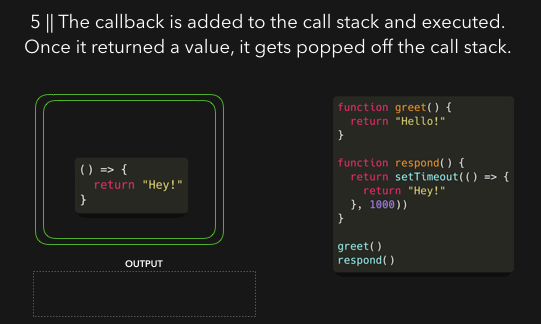 5 || The callback is added to the call stack and executed.
Once it returned a value, it gets popped off the call stack.
() => {
  return "Hey!"
}
OUTPUT
function greet() {
  return "Hello!"
}
function respond() {
  return setTimeout(() => {
    return "Hey!"
  }, 1000))
}
greet()
respond()